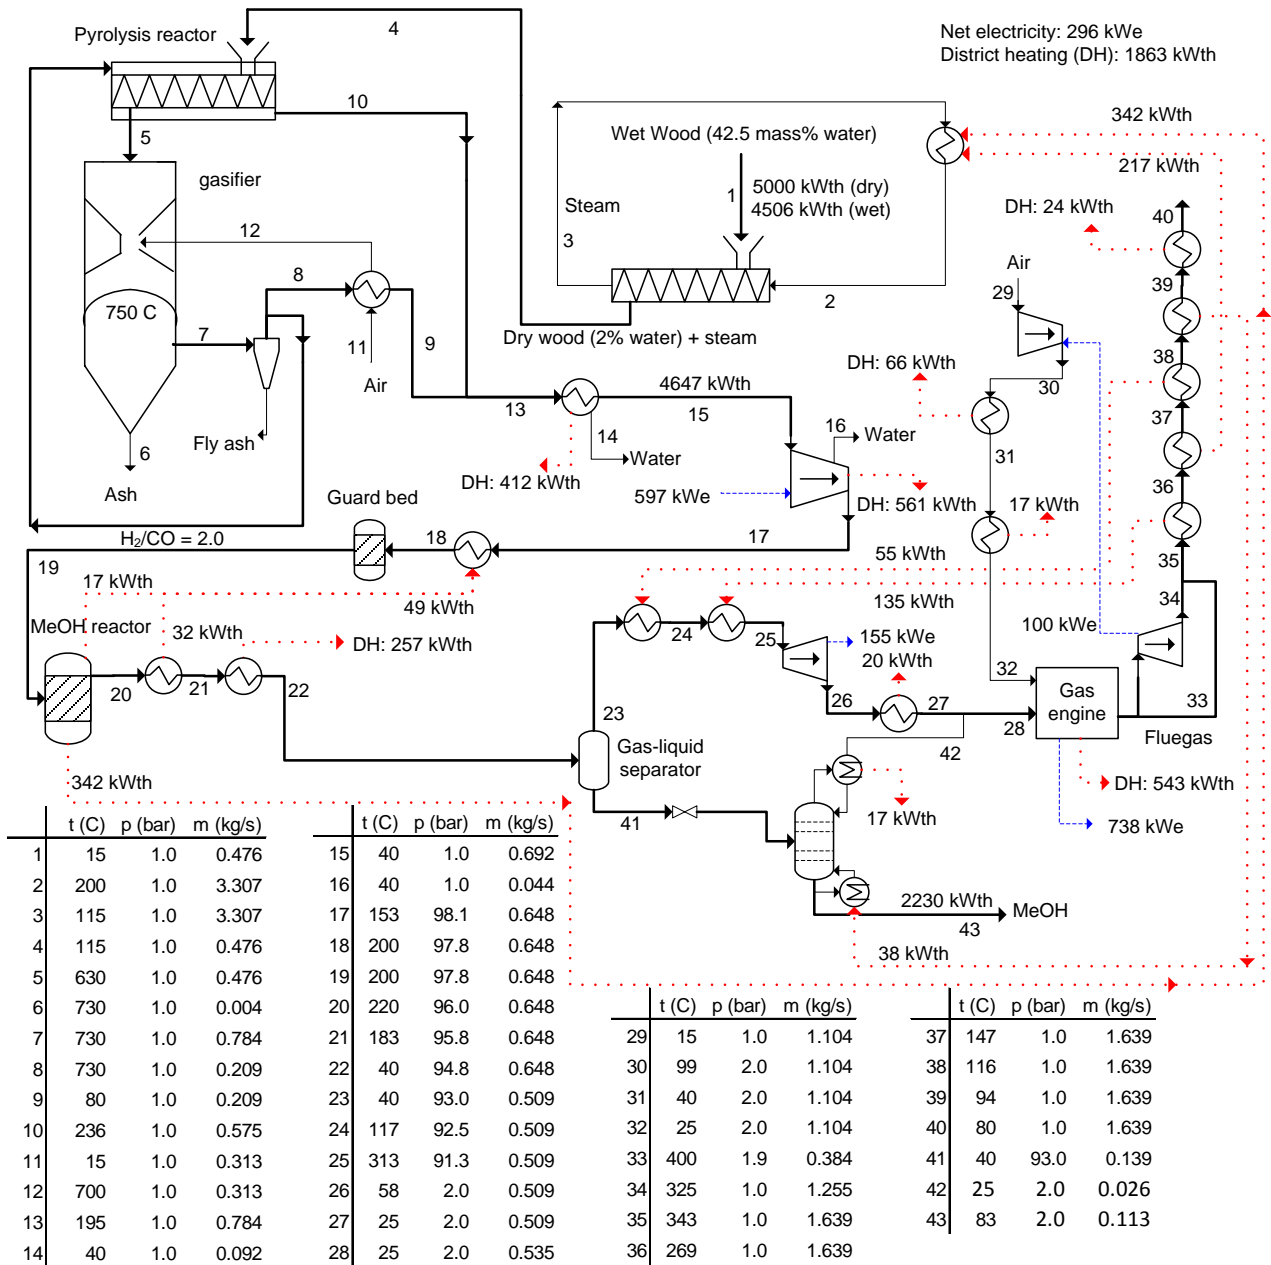 Net electricity: 296 kWe
District heating (DH): 1863 kWth
Pyrolysis reactor
4
10
5
gasifier
12
750 C
8
7
11
Air
9
Fly ash
6
Ash
Wet Wood (42.5 mass% water)
1
5000 kWth (dry)
4506 kWth (wet)
Steam
3
2
Dry wood (2% water) + steam
342 kWth
217 kWth
DH: 24 kWth
40
39
38
37
36
35
34
33
Air
29
30
DH: 66 kWth
31
17 kWth
32
13
4647 kWth
15
14
Water
DH: 412 kWth
16
Water
597 kWe
DH: 561 kWth
17
18
Guard bed
H2/CO = 2.0
19
17 kWth
49 kWth
MeOH reactor
32 kWth
DH: 257 kWth
20
21
22
342 kWth
55 kWth
135 kWth
100 kWe
24
25
155 kWe
20 kWth
26
27
28
23
Gas-liquid
separator
41
42
Gas
engine
Fluegas
DH: 543 kWth
738 kWe
17 kWth
2230 kWth
MeOH
43
38 kWth
t (C) p (bar) m (kg/s)
1 15 1.0 0.476
2 200 1.0 3.307
3 115 1.0 3.307
4 115 1.0 0.476
5 630 1.0 0.476
6 730 1.0 0.004
7 730 1.0 0.784
8 730 1.0 0.209
9 80 1.0 0.209
10 236 1.0 0.575
11 15 1.0 0.313
12 700 1.0 0.313
13 195 1.0 0.784
14 40 1.0 0.092
t (C) p (bar) m (kg/s)
15 40 1.0 0.692
16 40 1.0 0.044
17 153 98.1 0.648
18 200 97.8 0.648
19 200 97.8 0.648
20 220 96.0 0.648
21 183 95.8 0.648
22 40 94.8 0.648
23 40 93.0 0.509
24 117 92.5 0.509
25 313 91.3 0.509
26 58 2.0 0.509
27 25 2.0 0.509
28 25 2.0 0.535
t (C) p (bar) m (kg/s)
29 15 1.0 1.104
30 99 2.0 1.104
31 40 2.0 1.104
32 25 2.0 1.104
33 400 1.9 0.384
34 325 1.0 1.255
35 343 1.0 1.639
36 269 1.0 1.639
t (C) p (bar) m (kg/s)
37 147 1.0 1.639
38 116 1.0 1.639
39 94 1.0 1.639
40 80 1.0 1.639
41 40 93.0 0.139
42 25 2.0 0.026
43 83 2.0 0.113